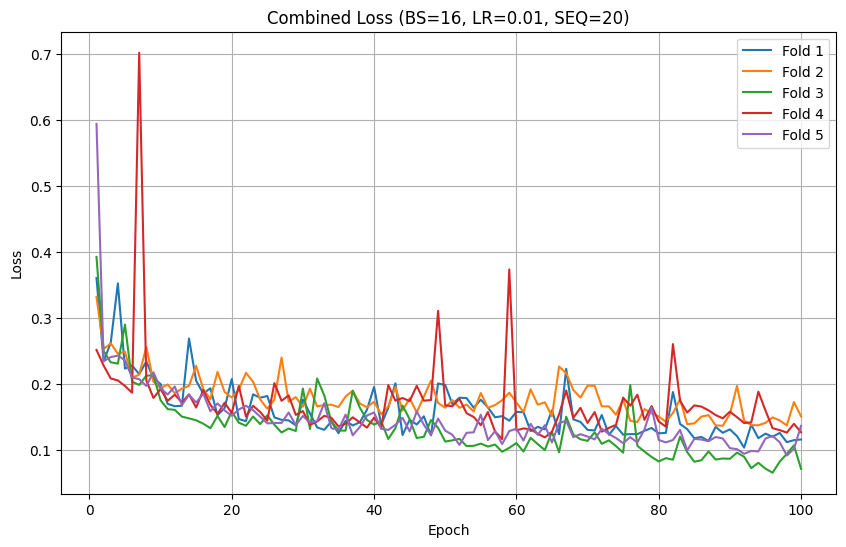 Combined Loss (BS=16, LR=0.01, SEQ=20)
Fold 1
Fold 2
Fold 3
Fold 4
Fold 5
Loss
0.7
0.6
0.5
0.4
0.3
0.2
0.1
0 20 40 60 80 100
Epoch